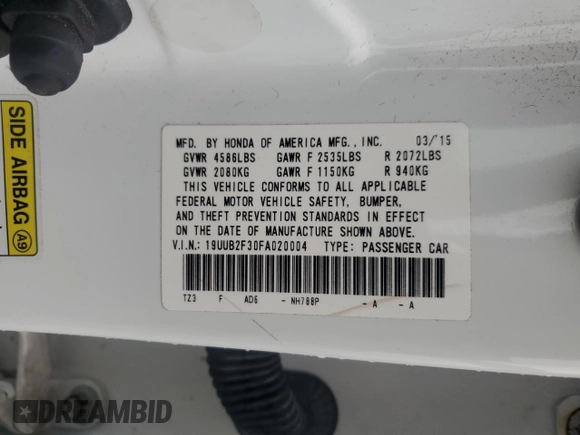 SIDE AIRBAG A9
MFD. BY HONDA OF AMERICA MFG., INC. 03/'15
GVWR 4586LBS GAWR F 2535LBS R 2072LBS
GVWR 2080KG GAWR F 1150KG R 940KG
THIS VEHICLE CONFORMS TO ALL APPLICABLE
FEDERAL MOTOR VEHICLE SAFETY, BUMPER,
AND THEFT PREVENTION STANDARDS IN EFFECT
ON THE DATE OF MANUFACTURE SHOWN ABOVE.
V.I.N.: 19UUB2F30FA020004 TYPE: PASSENGER CAR
TZ3 F AD6 - NH788P - A - A
DREAMBID